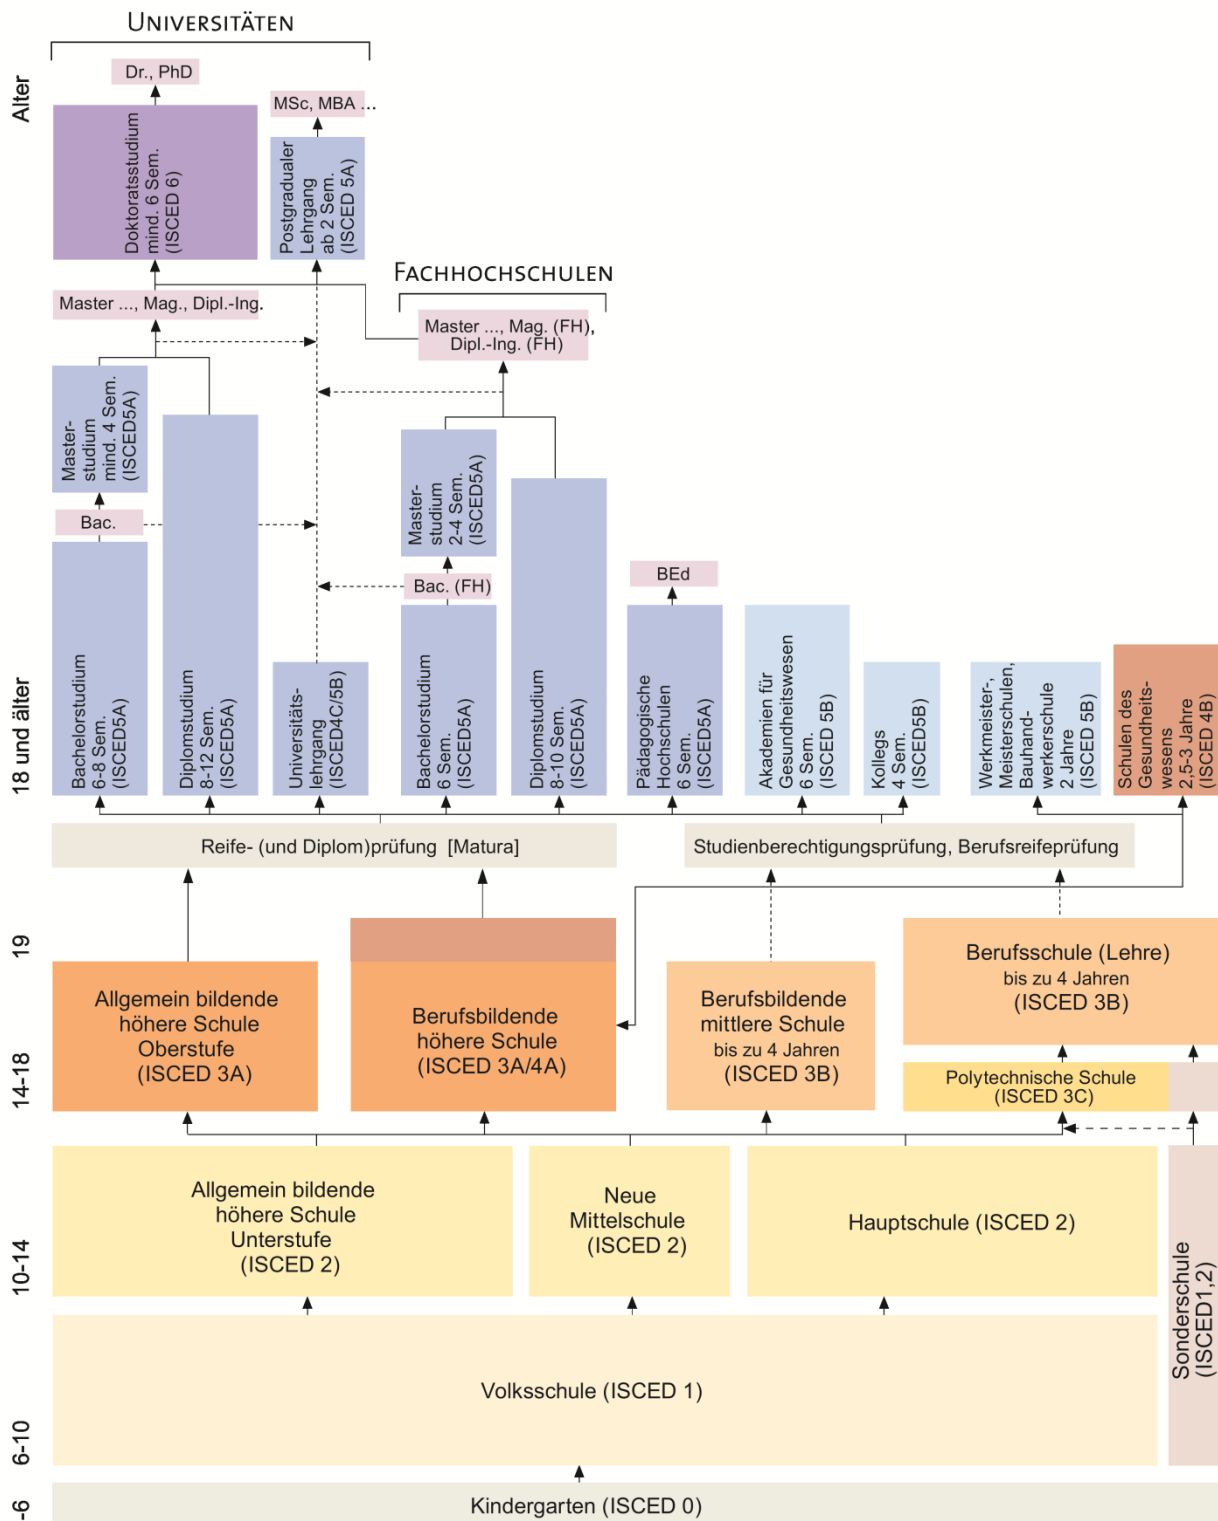 UNIVERSITÄTEN
Dr., PhD
MSc, MBA ...
Alter
Doktoratsstudium
mind. 6 Sem.
(ISCED 6)
Postgradualer
Lehrgang
ab 2 Sem.
(ISCED 5A)
FACHHOCHSCHULEN
Master ..., Mag., Dipl.-Ing.
Master ..., Mag. (FH),
Dipl.-Ing. (FH)
Master-
studium
mind. 4 Sem.
(ISCED5A)
Master-
studium
2-4 Sem.
(ISCED5A)
Bac.
Bac. (FH)
BEd
18 und älter
Bachelorstudium
6-8 Sem.
(ISCED5A)
Diplomstudium
8-12 Sem.
(ISCED5A)
Universitäts-
lehrgang
(ISCED4C/5B)
Bachelorstudium
6 Sem.
(ISCED5A)
Diplomstudium
8-10 Sem.
(ISCED5A)
Pädagogische
Hochschulen
6 Sem.
(ISCED5A)
Akademien für
Gesundheitswesen
6 Sem.
(ISCED 5B)
Kollegs
4 Sem.
(ISCED5B)
Werkmeister-,
Meisterschulen,
Bauhand-
werkerschule
2 Jahre
(ISCED 5B)
Schulen des
Gesundheits-
wesens
2,5-3 Jahre
(ISCED 4B)
Reife- (und Diplom)prüfung [Matura]
Studienberechtigungsprüfung, Berufsreifeprüfung
19
14-18
Allgemein bildende
höhere Schule
Oberstufe
(ISCED 3A)
Berufsbildende
höhere Schule
(ISCED 3A/4A)
Berufsbildende
mittlere Schule
bis zu 4 Jahren
(ISCED 3B)
Berufsschule (Lehre)
bis zu 4 Jahren
(ISCED 3B)
Polytechnische Schule
(ISCED 3C)
10-14
Allgemein bildende
höhere Schule
Unterstufe
(ISCED 2)
Neue
Mittelschule
(ISCED 2)
Hauptschule (ISCED 2)
Sonderschule
(ISCED1,2)
6-10
Volksschule (ISCED 1)
-6
Kindergarten (ISCED 0)